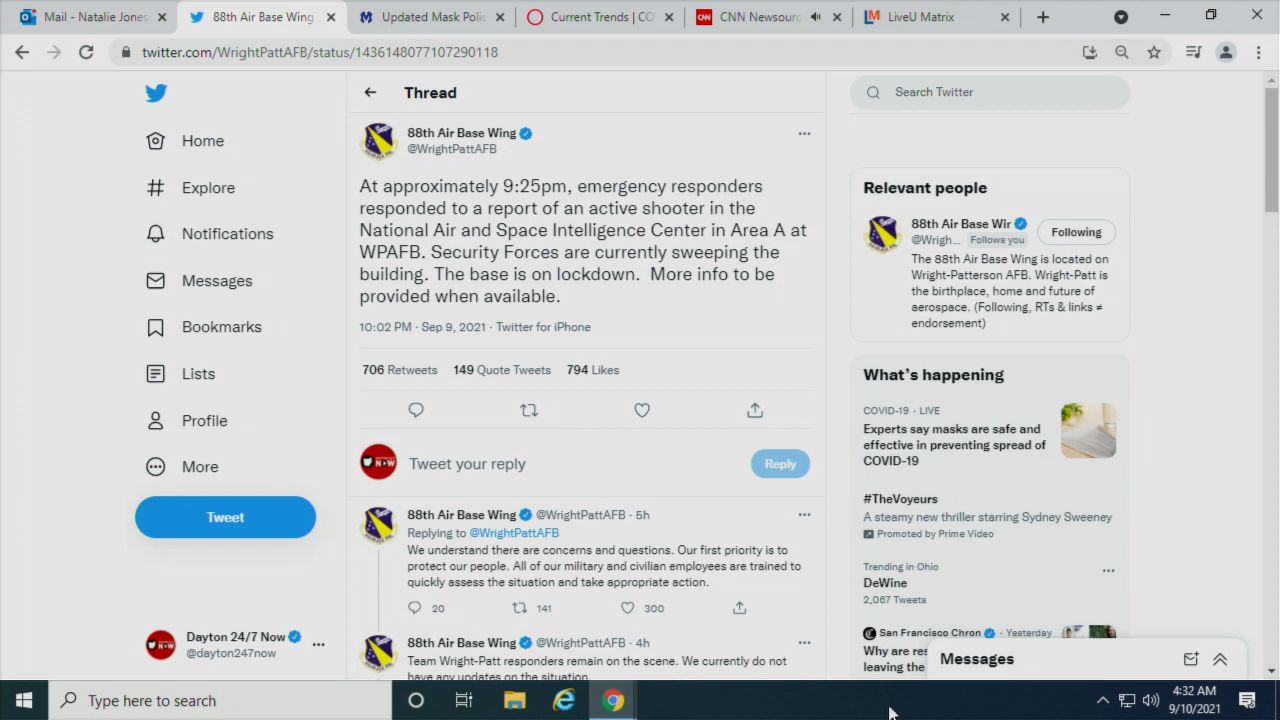 Mail - Natalie Jones
88th Air Base Wing
Updated Mask Poli
Current Trends | CO
CNN Newsourc
LiveU Matrix
twitter.com/WrightPattAFB/status/1436148077107290118
Home
Explore
Notifications
Messages
Bookmarks
Lists
Profile
More
Tweet
Dayton 24/7 Now
@dayton247now
Thread
88th Air Base Wing
@WrightPattAFB
At approximately 9:25pm, emergency responders
responded to a report of an active shooter in the
National Air and Space Intelligence Center in Area A at
WPAFB. Security Forces are currently sweeping the
building. The base is on lockdown.  More info to be
provided when available.
10:02 PM · Sep 9, 2021 · Twitter for iPhone
706 Retweets 149 Quote Tweets 794 Likes
NOW
Tweet your reply
Reply
88th Air Base Wing @WrightPattAFB · 5h
Replying to @WrightPattAFB
We understand there are concerns and questions. Our first priority is to
protect our people. All of our military and civilian employees are trained to
quickly assess the situation and take appropriate action.
20 141 300
88th Air Base Wing @WrightPattAFB · 4h
Team Wright-Patt responders remain on the scene. We currently do not
have any updates on the situation.
Search Twitter
Relevant people
88th Air Base Wir
@Wrigh... Follows you
Following
The 88th Air Base Wing is located on
Wright-Patterson AFB. Wright-Patt is
the birthplace, home and future of
aerospace. (Following, RTs & links ≠
endorsement)
What's happening
COVID-19 · LIVE
Experts say masks are safe and
effective in preventing spread of
COVID-19
#TheVoyeurs
A steamy new thriller starring Sydney Sweeney
Promoted by Prime Video
Trending in Ohio
DeWine
2,067 Tweets
San Francisco Chron · Yesterday
Why are res
leaving the
Messages
Type here to search
4:32 AM
9/10/2021